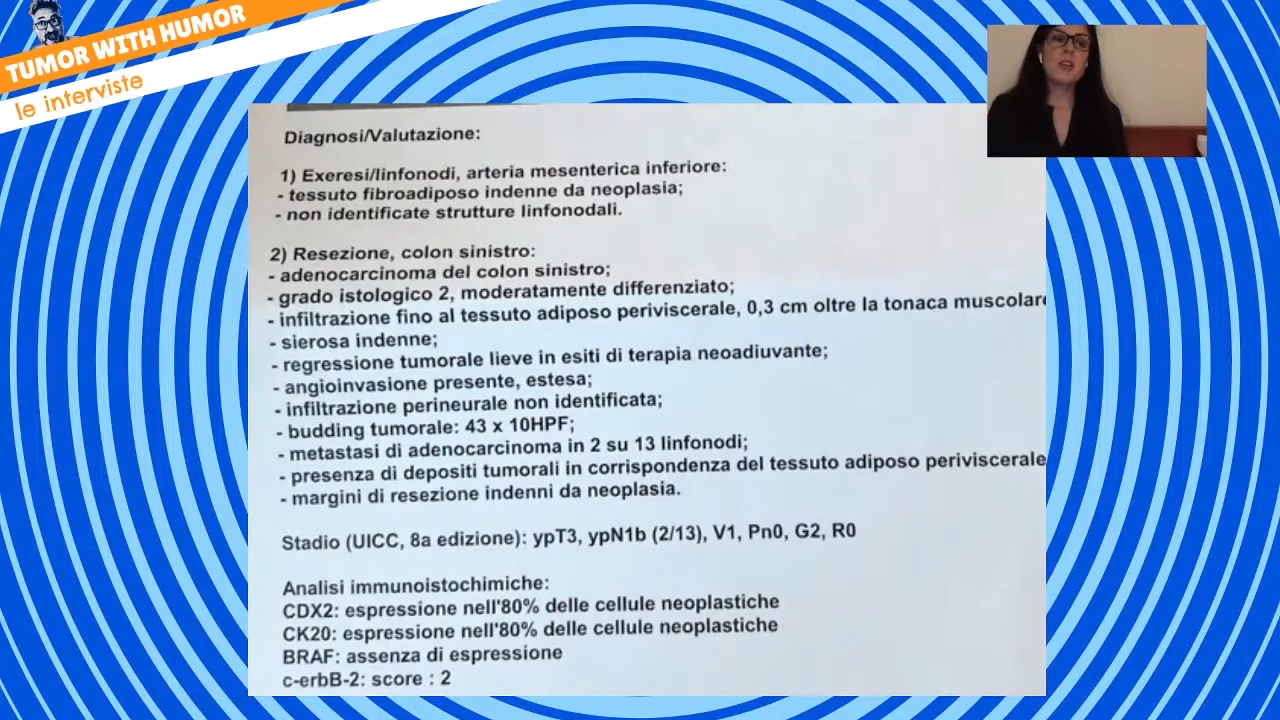 TUMOR WITH HUMOR
le interviste
Diagnosi/Valutazione:
1) Exeresi/linfonodi, arteria mesenterica inferiore:
- tessuto fibroadiposo indenne da neoplasia;
- non identificate strutture linfonodali.
2) Resezione, colon sinistro:
- adenocarcinoma del colon sinistro;
- grado istologico 2, moderatamente differenziato;
- infiltrazione fino al tessuto adiposo periviscerale, 0,3 cm oltre la tonaca muscolare
- sierosa indenne;
- regressione tumorale lieve in esiti di terapia neoadiuvante;
- angioinvasione presente, estesa;
- infiltrazione perineurale non identificata;
- budding tumorale: 43 x 10HPF;
- metastasi di adenocarcinoma in 2 su 13 linfonodi;
- presenza di depositi tumorali in corrispondenza del tessuto adiposo periviscerale
- margini di resezione indenni da neoplasia.
Stadio (UICC, 8a edizione): ypT3, ypN1b (2/13), V1, Pn0, G2, R0
Analisi immunoistochimiche:
CDX2: espressione nell'80% delle cellule neoplastiche
CK20: espressione nell'80% delle cellule neoplastiche
BRAF: assenza di espressione
c-erbB-2: score : 2